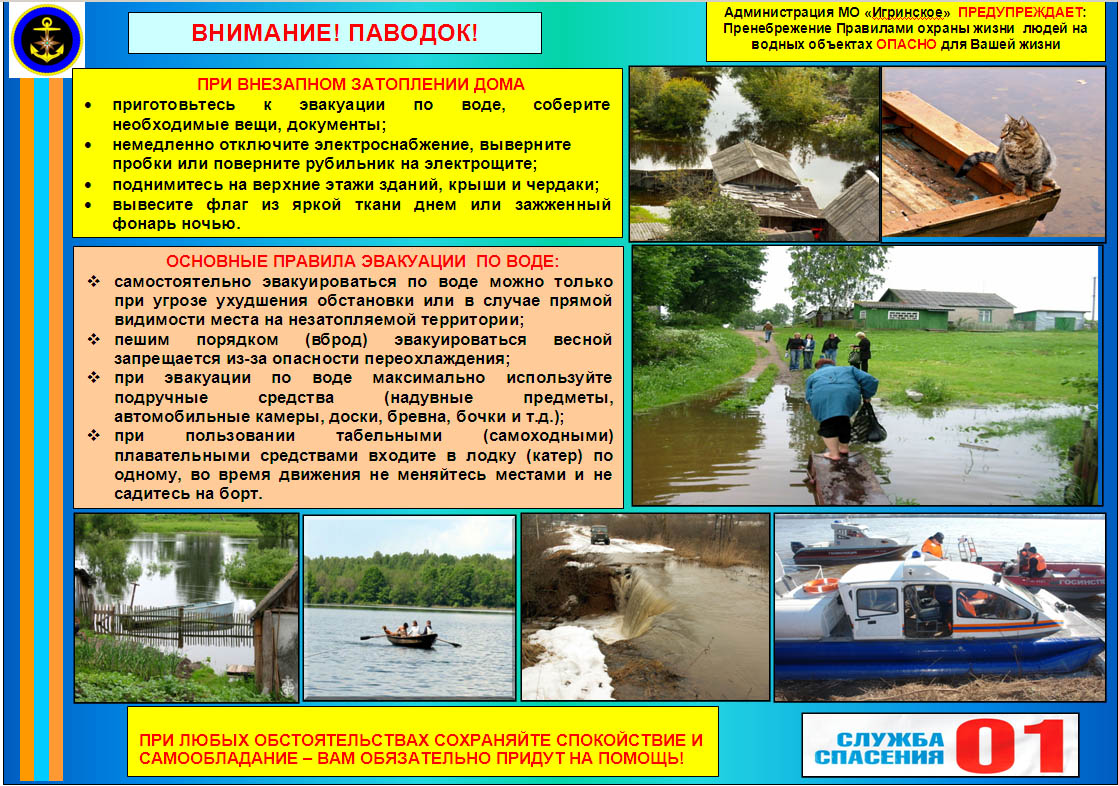 ВНИМАНИЕ! ПАВОДОК!
Администрация МО «Игринское» ПРЕДУПРЕЖДАЕТ:
Пренебрежение Правилами охраны жизни людей на
водных объектах ОПАСНО для Вашей жизни
ПРИ ВНЕЗАПНОМ ЗАТОПЛЕНИИ ДОМА
• приготовьтесь к эвакуации по воде, соберите
необходимые вещи, документы;
• немедленно отключите электроснабжение, выверните
пробки или поверните рубильник на электрощите;
• поднимитесь на верхние этажи зданий, крыши и чердаки;
• вывесите флаг из яркой ткани днем или зажженный
фонарь ночью.
ОСНОВНЫЕ ПРАВИЛА ЭВАКУАЦИИ ПО ВОДЕ:
❖ самостоятельно эвакуироваться по воде можно только
при угрозе ухудшения обстановки или в случае прямой
видимости места на незатопляемой территории;
❖ пешим порядком (вброд) эвакуироваться весной
запрещается из-за опасности переохлаждения;
❖ при эвакуации по воде максимально используйте
подручные средства (надувные предметы,
автомобильные камеры, доски, бревна, бочки и т.д.);
❖ при пользовании табельными (самоходными)
плавательными средствами входите в лодку (катер) по
одному, во время движения не меняйтесь местами и не
садитесь на борт.
ПРИ ЛЮБЫХ ОБСТОЯТЕЛЬСТВАХ СОХРАНЯЙТЕ СПОКОЙСТВИЕ И
САМООБЛАДАНИЕ – ВАМ ОБЯЗАТЕЛЬНО ПРИДУТ НА ПОМОЩЬ!
СЛУЖБА
СПАСЕНИЯ 01